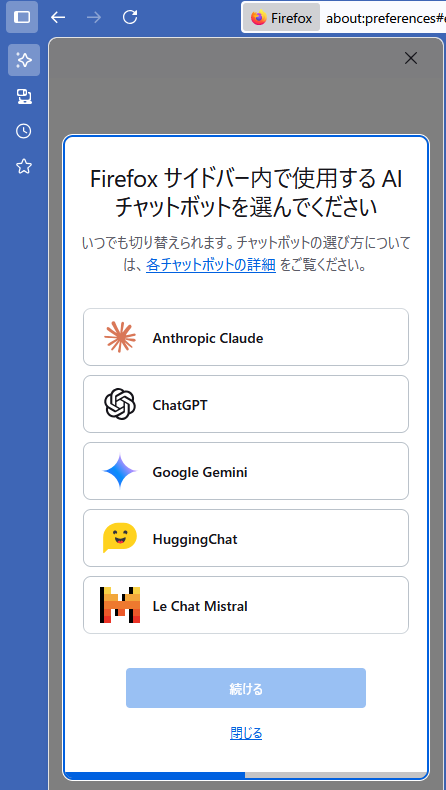 Firefox
about:preferences#
Firefox サイドバー内で使用する AI
チャットボットを選んでください
いつでも切り替えられます。チャットボットの選び方について
は、各チャットボットの詳細 をご覧ください。
Anthropic Claude
ChatGPT
Google Gemini
HuggingChat
Le Chat Mistral
続ける
閉じる